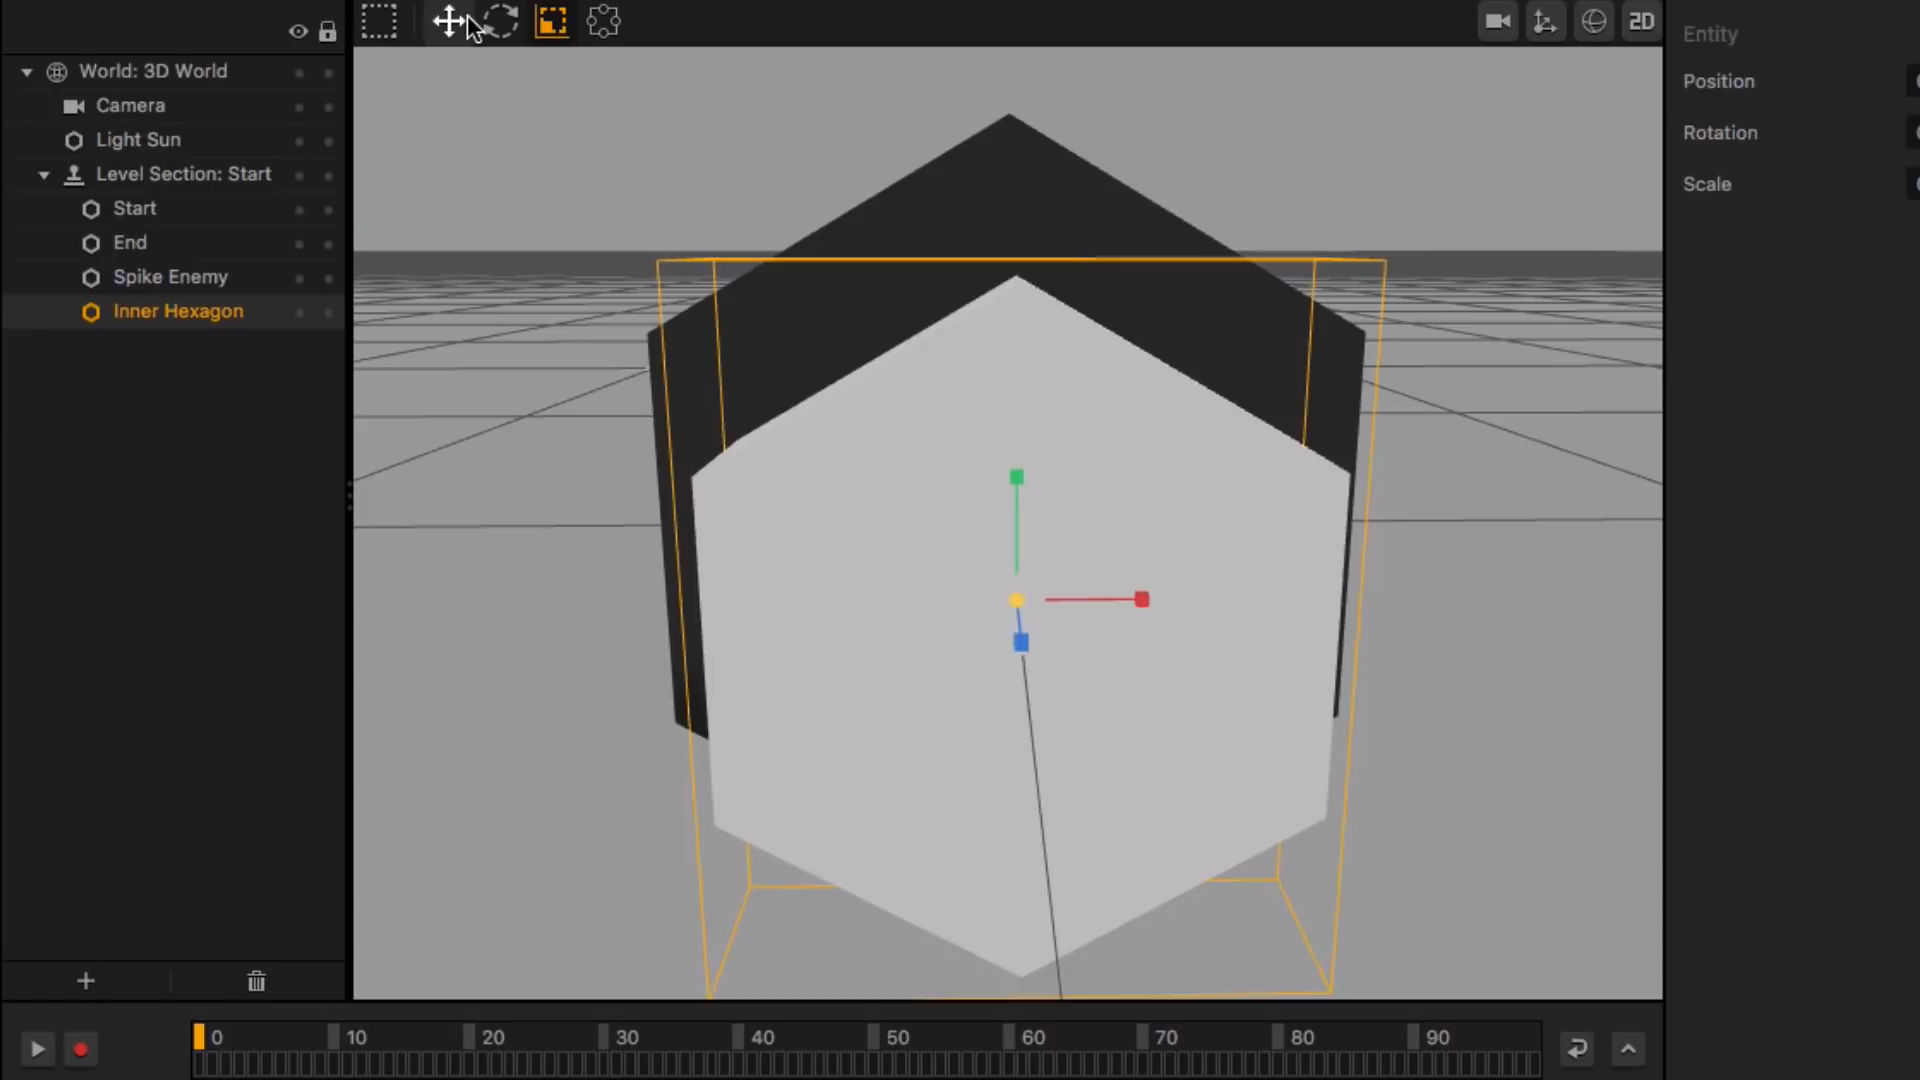 World: 3D World
Camera
Light Sun
Level Section: Start
Start
End
Spike Enemy
Inner Hexagon
2D
Entity
Position
Rotation
Scale
0 10 20 30 40 50 60 70 80 90